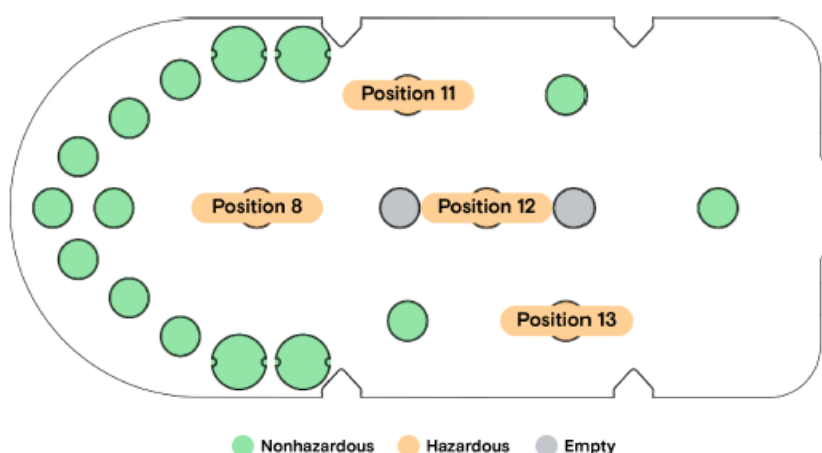 Position 11
Position 8
Position 12
Position 13
Nonhazardous
Hazardous
Empty